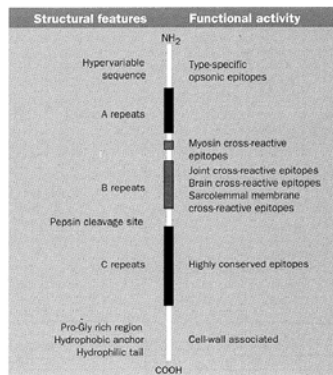 Structural features Functional activity
NH2
Hypervariable
sequence
Type-specific
opsonic epitopes
A repeats
Myosin cross-reactive
epitopes
B repeats
Joint cross-reactive epitopes
Brain cross-reactive epitopes
Sarcolemmal membrane
cross-reactive epitopes
Pepsin cleavage site
C repeats
Highly conserved epitopes
Pro-Gly rich region
Hydrophobic anchor
Hydrophilic tail
Cell-wall associated
COOH